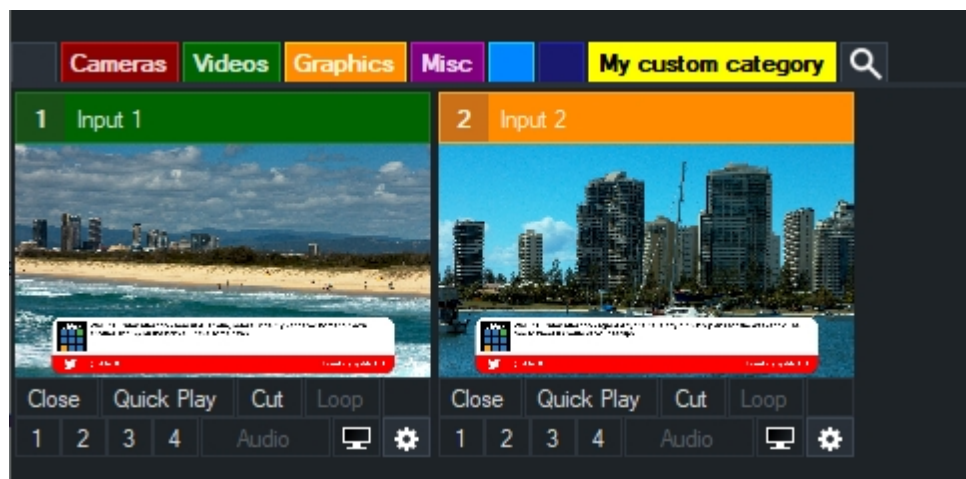 Cameras Videos Graphics Misc My custom category
1 Input 1
2 Input 2
Close Quick Play Cut Loop
Close Quick Play Cut Loop
1 2 3 4 Audio
1 2 3 4 Audio